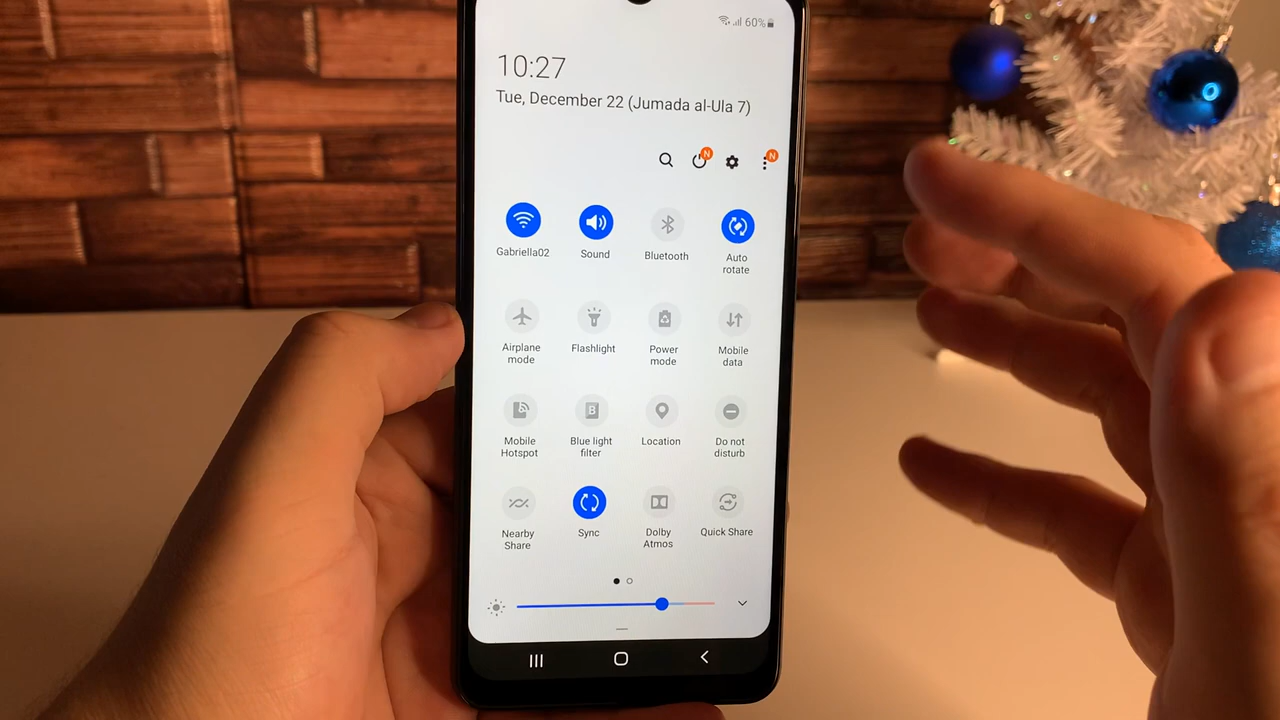 60%
10:27
Tue, December 22 (Jumada al-Ula 7)
N
N
Gabriella02
Sound
Bluetooth
Auto
rotate
Airplane
mode
Flashlight
Power
mode
Mobile
data
Mobile
Hotspot
B
Blue light
filter
Location
Do not
disturb
Nearby
Share
Sync
Dolby
Atmos
Quick Share